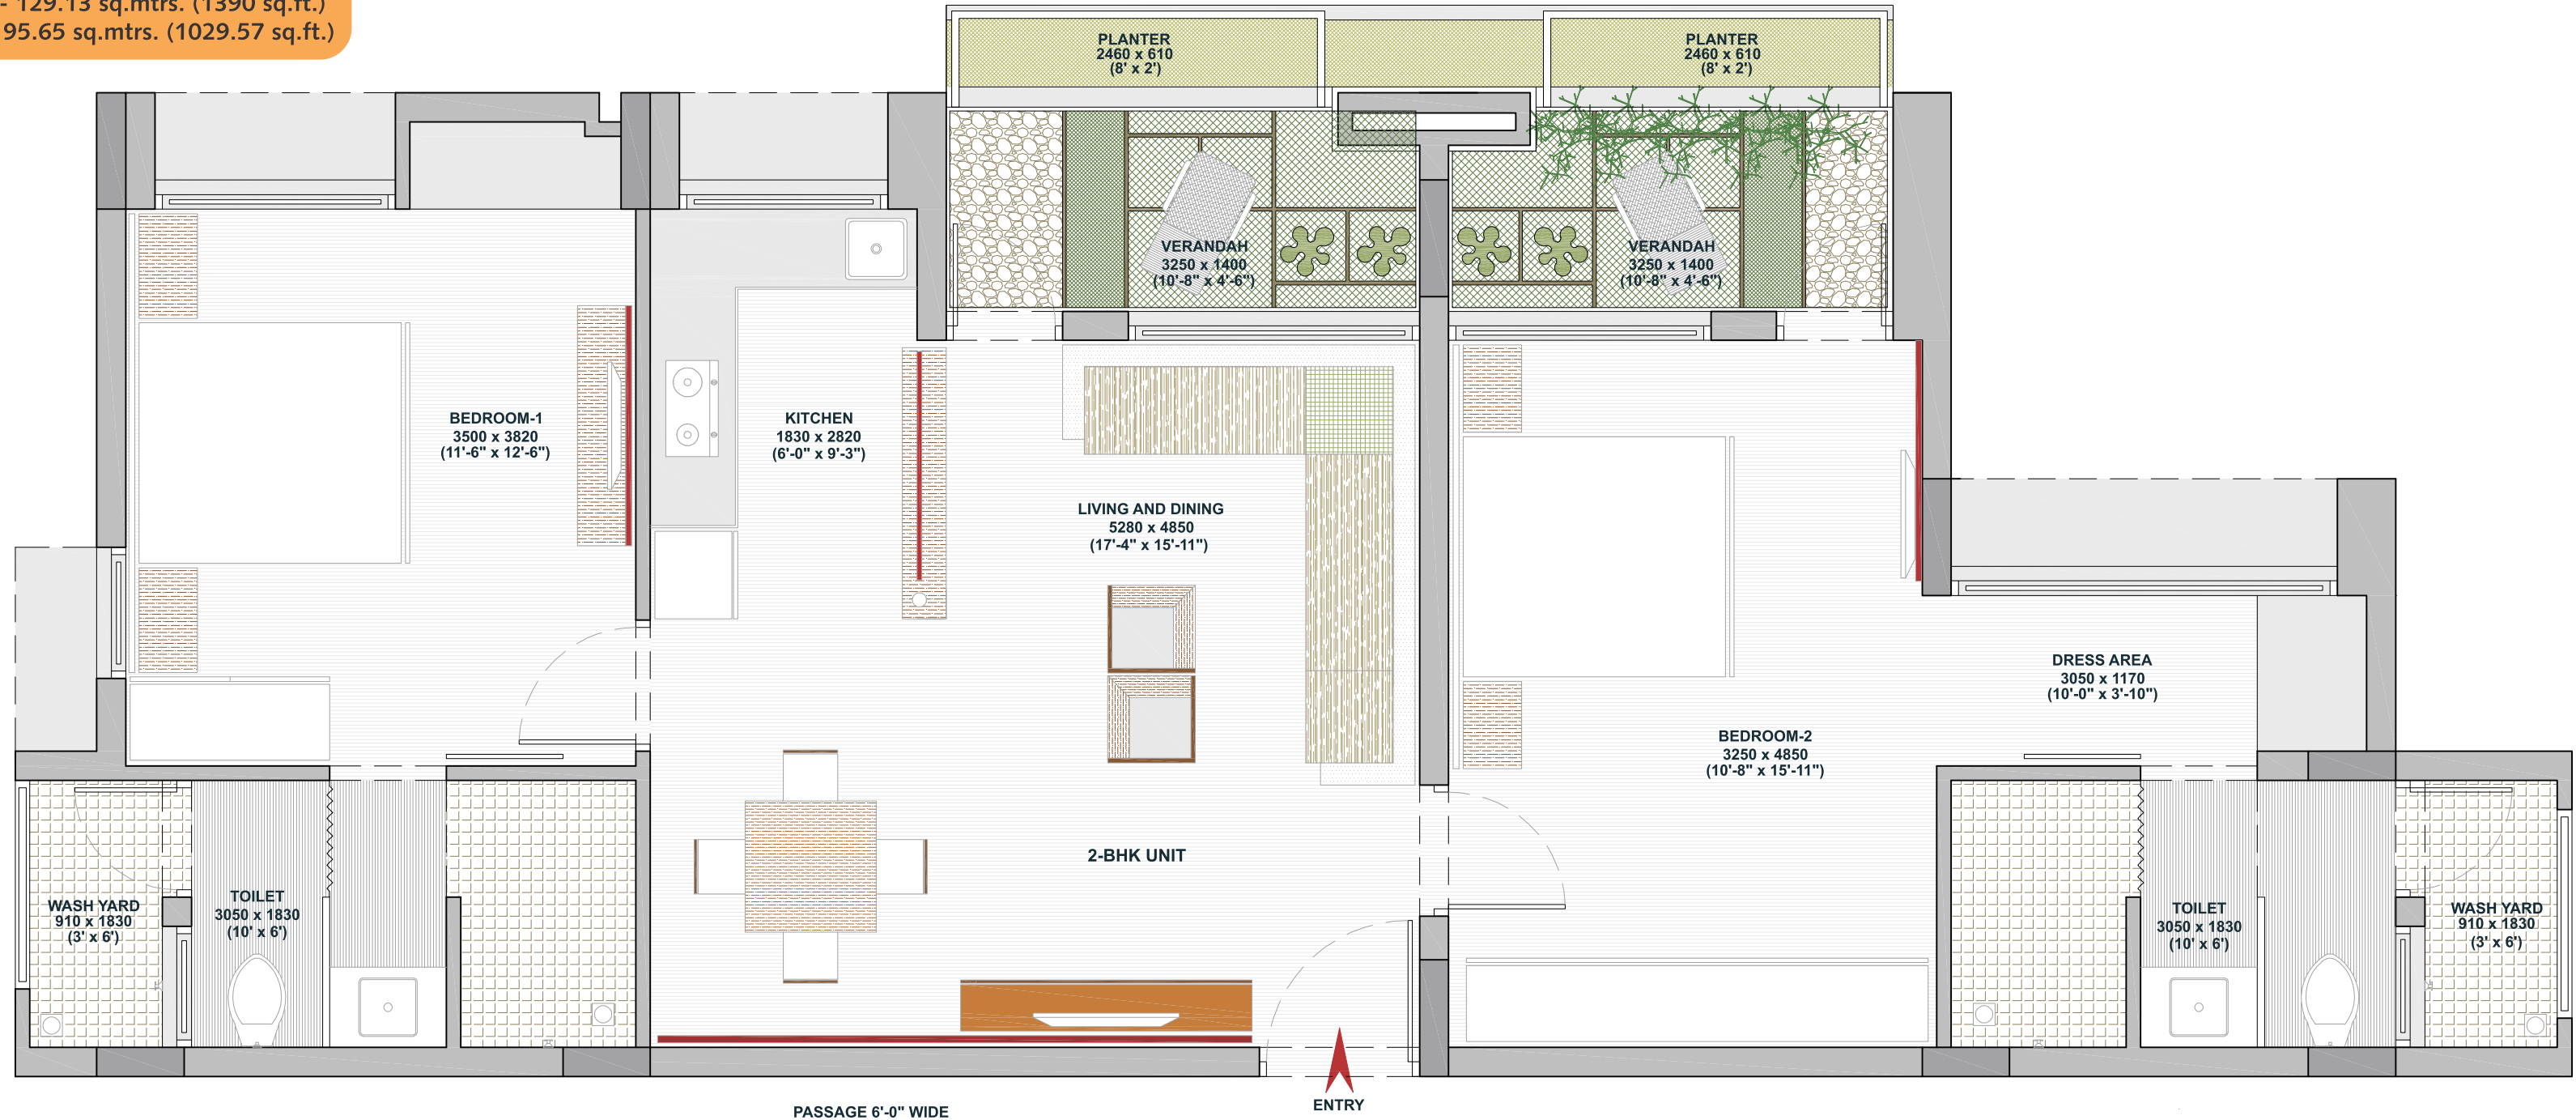 - 129.13 sq.mtrs. (1390 sq.ft.)
95.65 sq.mtrs. (1029.57 sq.ft.)
PLANTER
2460 x 610
(8' x 2')
PLANTER
2460 x 610
(8' x 2')
VERANDAH
3250 x 1400
(10'-8" x 4'-6")
VERANDAH
3250 x 1400
(10'-8" x 4'-6")
BEDROOM-1
3500 x 3820
(11'-6" x 12'-6")
KITCHEN
1830 x 2820
(6'-0" x 9'-3")
LIVING AND DINING
5280 x 4850
(17'-4" x 15'-11")
DRESS AREA
3050 x 1170
(10'-0" x 3'-10")
BEDROOM-2
3250 x 4850
(10'-8" x 15'-11")
2-BHK UNIT
WASH YARD
910 x 1830
(3' x 6')
TOILET
3050 x 1830
(10' x 6')
TOILET
3050 x 1830
(10' x 6')
WASH YARD
910 x 1830
(3' x 6')
PASSAGE 6'-0" WIDE
ENTRY